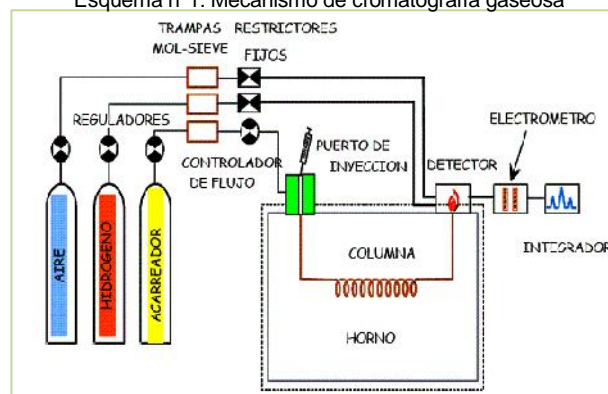 Esquema nº1. Mecanismo de cromatografía gaseosa
TRAMPAS RESTRICTORES
MOL-SIEVE FIJOS
REGULADORES
CONTROLADOR
DE FLUJO
PUERTO DE
INYECCION
DETECTOR
ELECTROMETRO
INTEGRADOR
COLUMNA
HORNO
AIRE
HIDROGENO
ACARREADOR